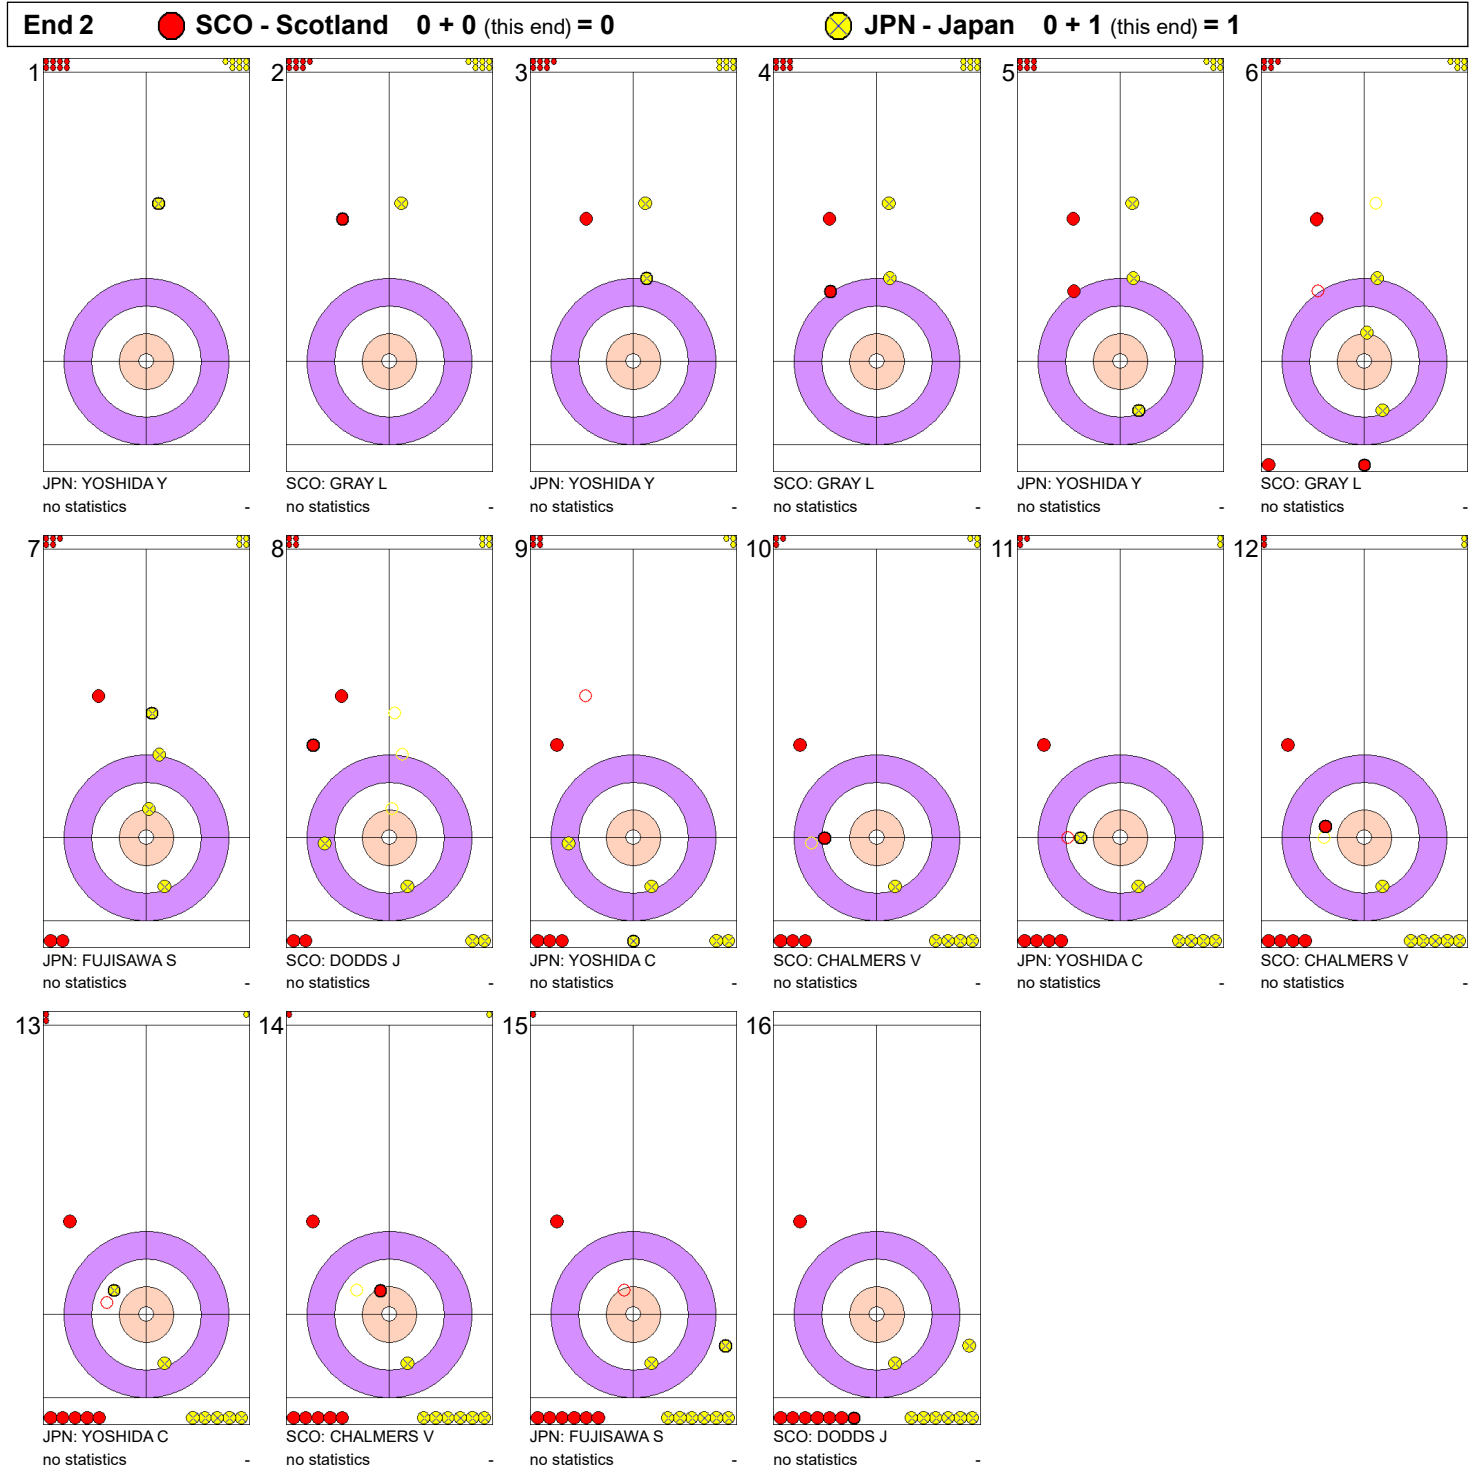 End 2 SCO - Scotland 0 + 0 (this end) = 0 JPN - Japan 0 + 1 (this end) = 1
1 2 3 4 5 6
JPN: YOSHIDA Y SCO: GRAY L JPN: YOSHIDA Y SCO: GRAY L JPN: YOSHIDA Y SCO: GRAY L
no statistics - no statistics - no statistics - no statistics - no statistics - no statistics -
7 8 9 10 11 12
JPN: FUJISAWA S SCO: DODDS J JPN: YOSHIDA C SCO: CHALMERS V JPN: YOSHIDA C SCO: CHALMERS V
no statistics - no statistics - no statistics - no statistics - no statistics - no statistics -
13 14 15 16
JPN: YOSHIDA C SCO: CHALMERS V JPN: FUJISAWA S SCO: DODDS J
no statistics - no statistics - no statistics - no statistics -